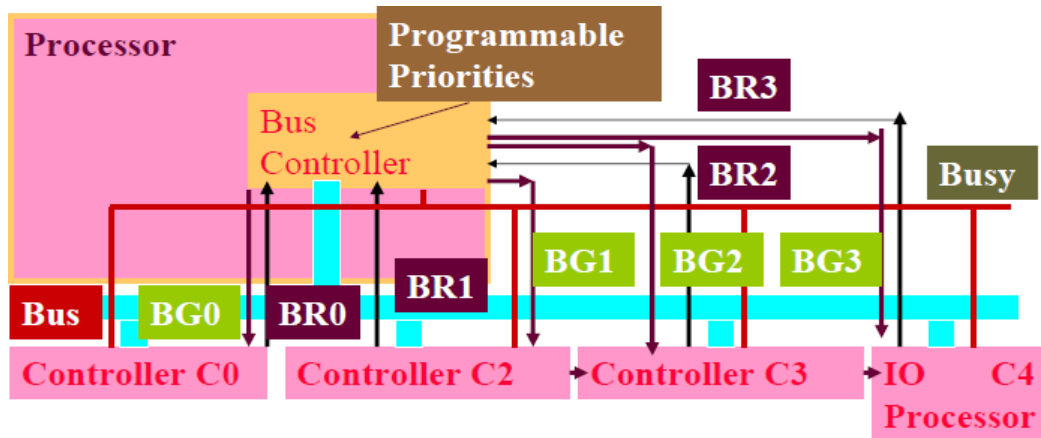 Processor
Programmable
Priorities
Bus
Controller
BR3
BR2
Busy
BG1
BG2
BG3
BR1
Bus
BG0
BR0
Controller C0
Controller C2
Controller C3
IO C4
Processor